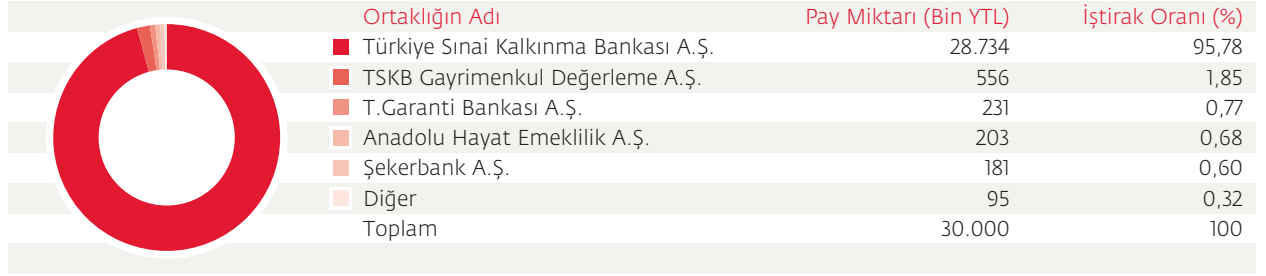 Ortaklığın Adı Pay Miktarı (Bin YTL) İştirak Oranı (%)
Türkiye Sınai Kalkınma Bankası A.Ş. 28.734 95,78
TSKB Gayrimenkul Değerleme A.Ş. 556 1,85
T.Garanti Bankası A.Ş. 231 0,77
Anadolu Hayat Emeklilik A.Ş. 203 0,68
Şekerbank A.Ş. 181 0,60
Diğer 95 0,32
Toplam 30.000 100